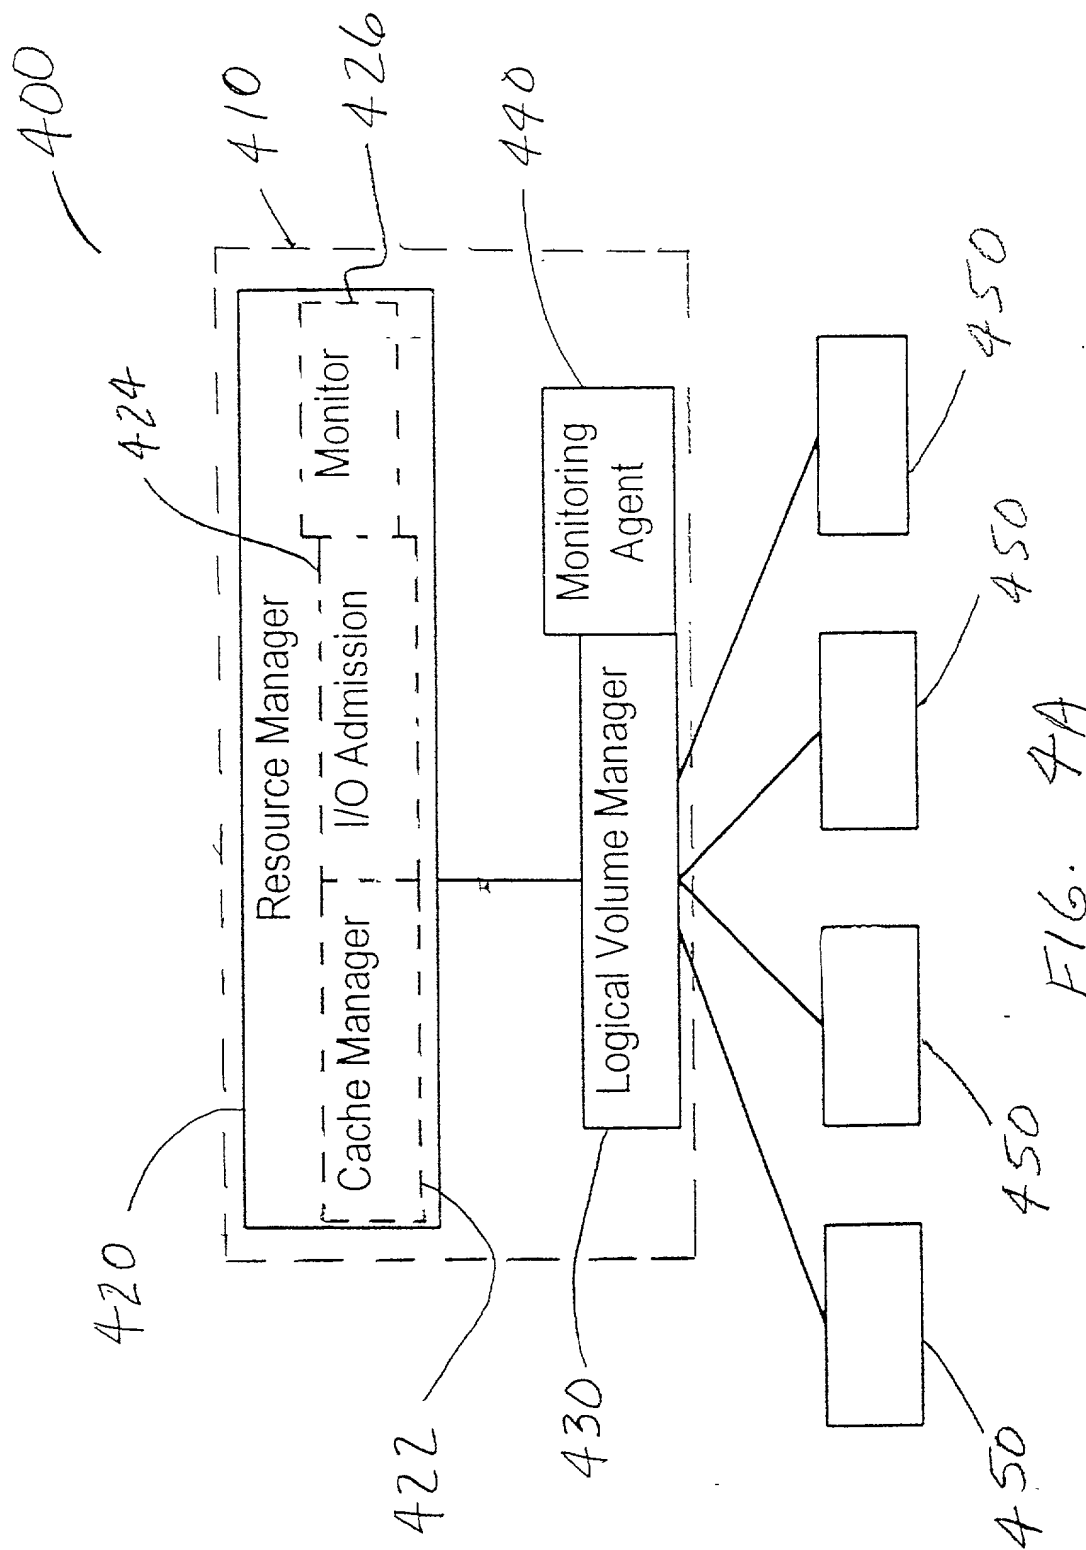 400
410
426
424
420
Resource Manager
Cache Manager
I/O Admission
Monitor
422
440
430
Logical Volume Manager
Monitoring
Agent
450
450
450
450
FIG. 4A